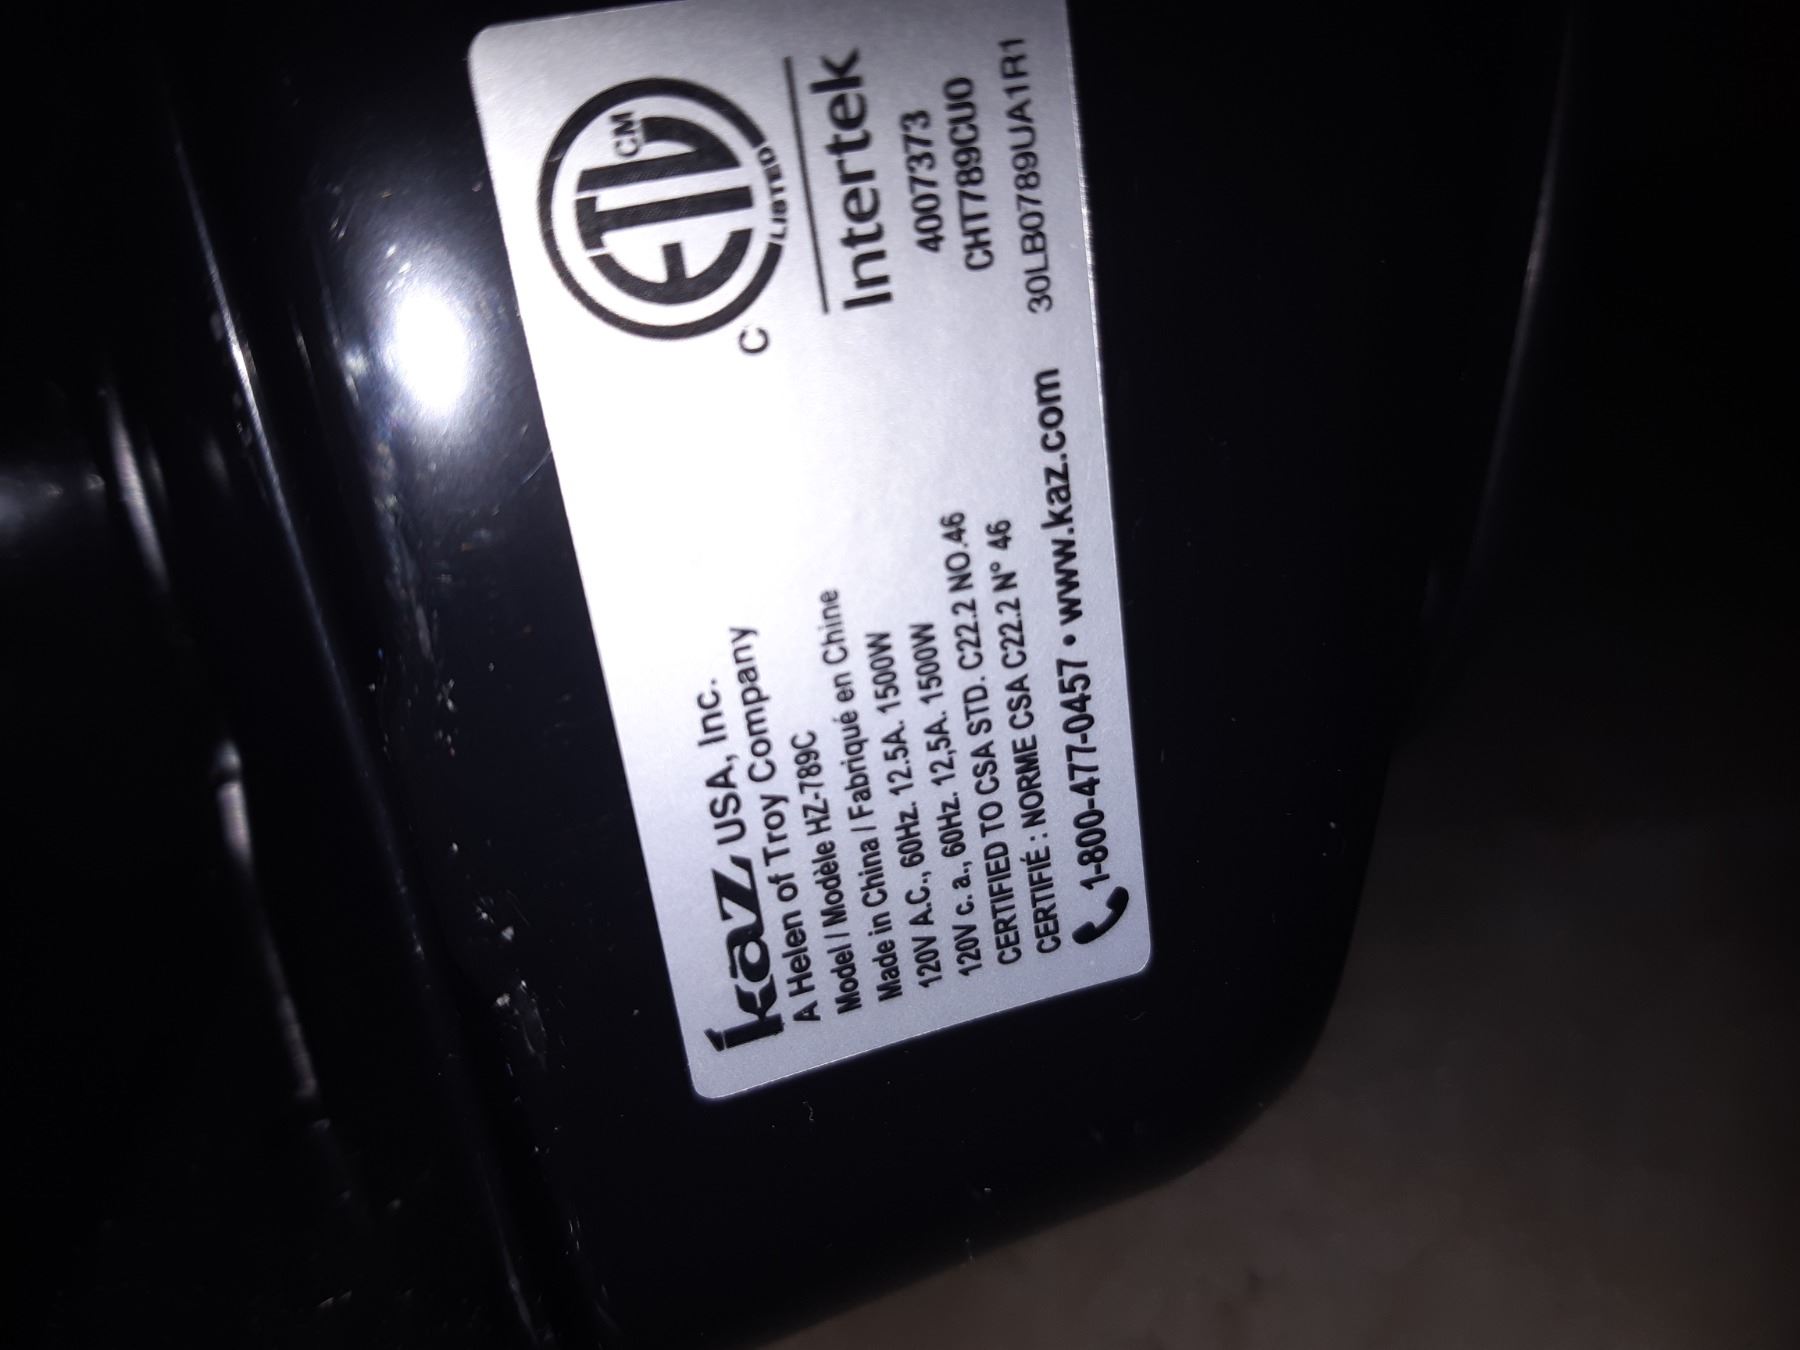 Kaz USA, Inc.
A Helen of Troy Company
Model / Modèle HZ-789C
Made in China / Fabriqué en Chine
120V A.C., 60Hz. 12.5A. 1500W
120V c. a., 60Hz. 12,5A. 1500W
CERTIFIED TO CSA STD. C22.2 NO.46
CERTIFIÉ : NORME CSA C22.2 N° 46
1-800-477-0457 • www.kaz.com
ETL CM
C LISTED
Intertek
4007373
CHT789CU0
30LB0789UA1R1